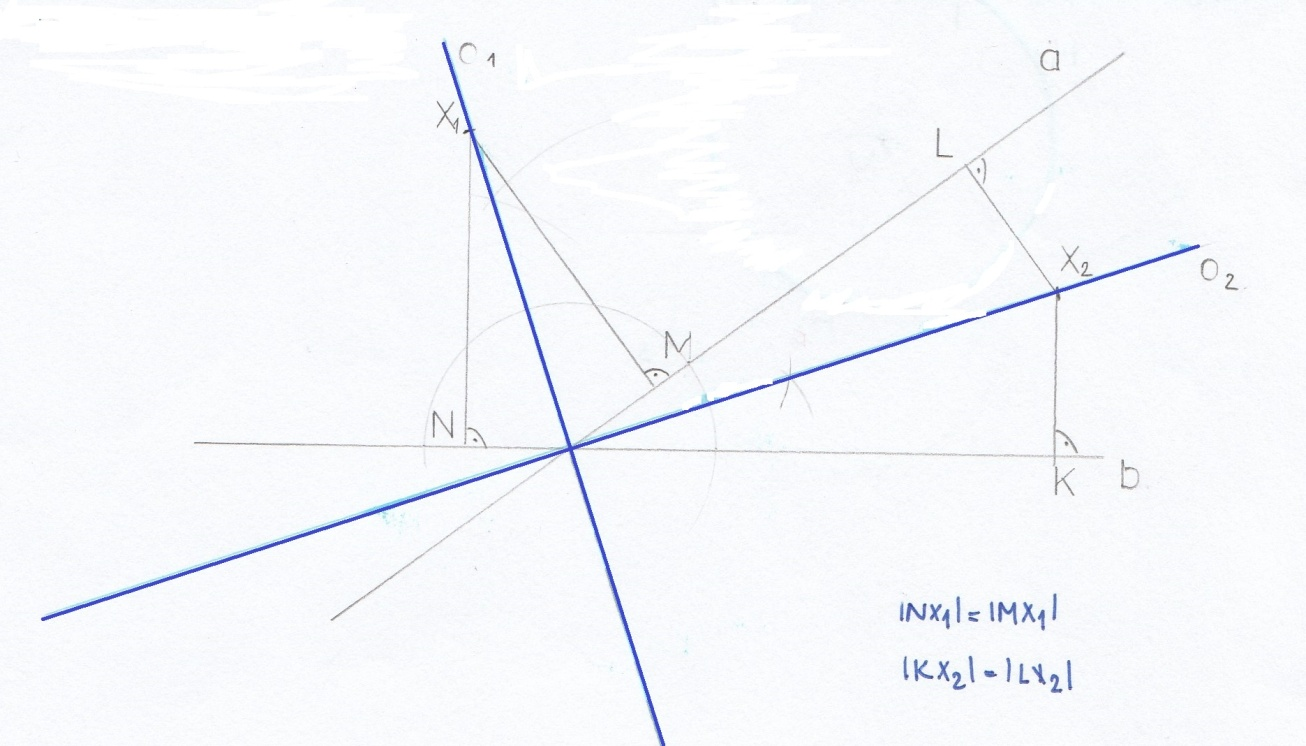 o₁
a
X₁
L
X₂
o₂
M
N
K
b
|NX₁| = |MX₁|
|KX₂| = |LX₂|